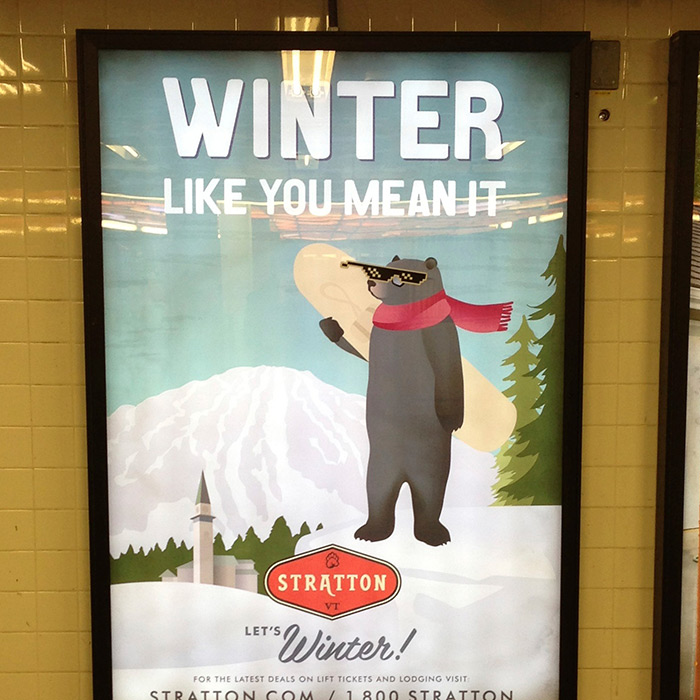 WINTER
LIKE YOU MEAN IT
STRATTON
VT
LET'S Winter!
FOR THE LATEST DEALS ON LIFT TICKETS AND LODGING VISIT
STRATTON.COM / 1.800.STRATTON